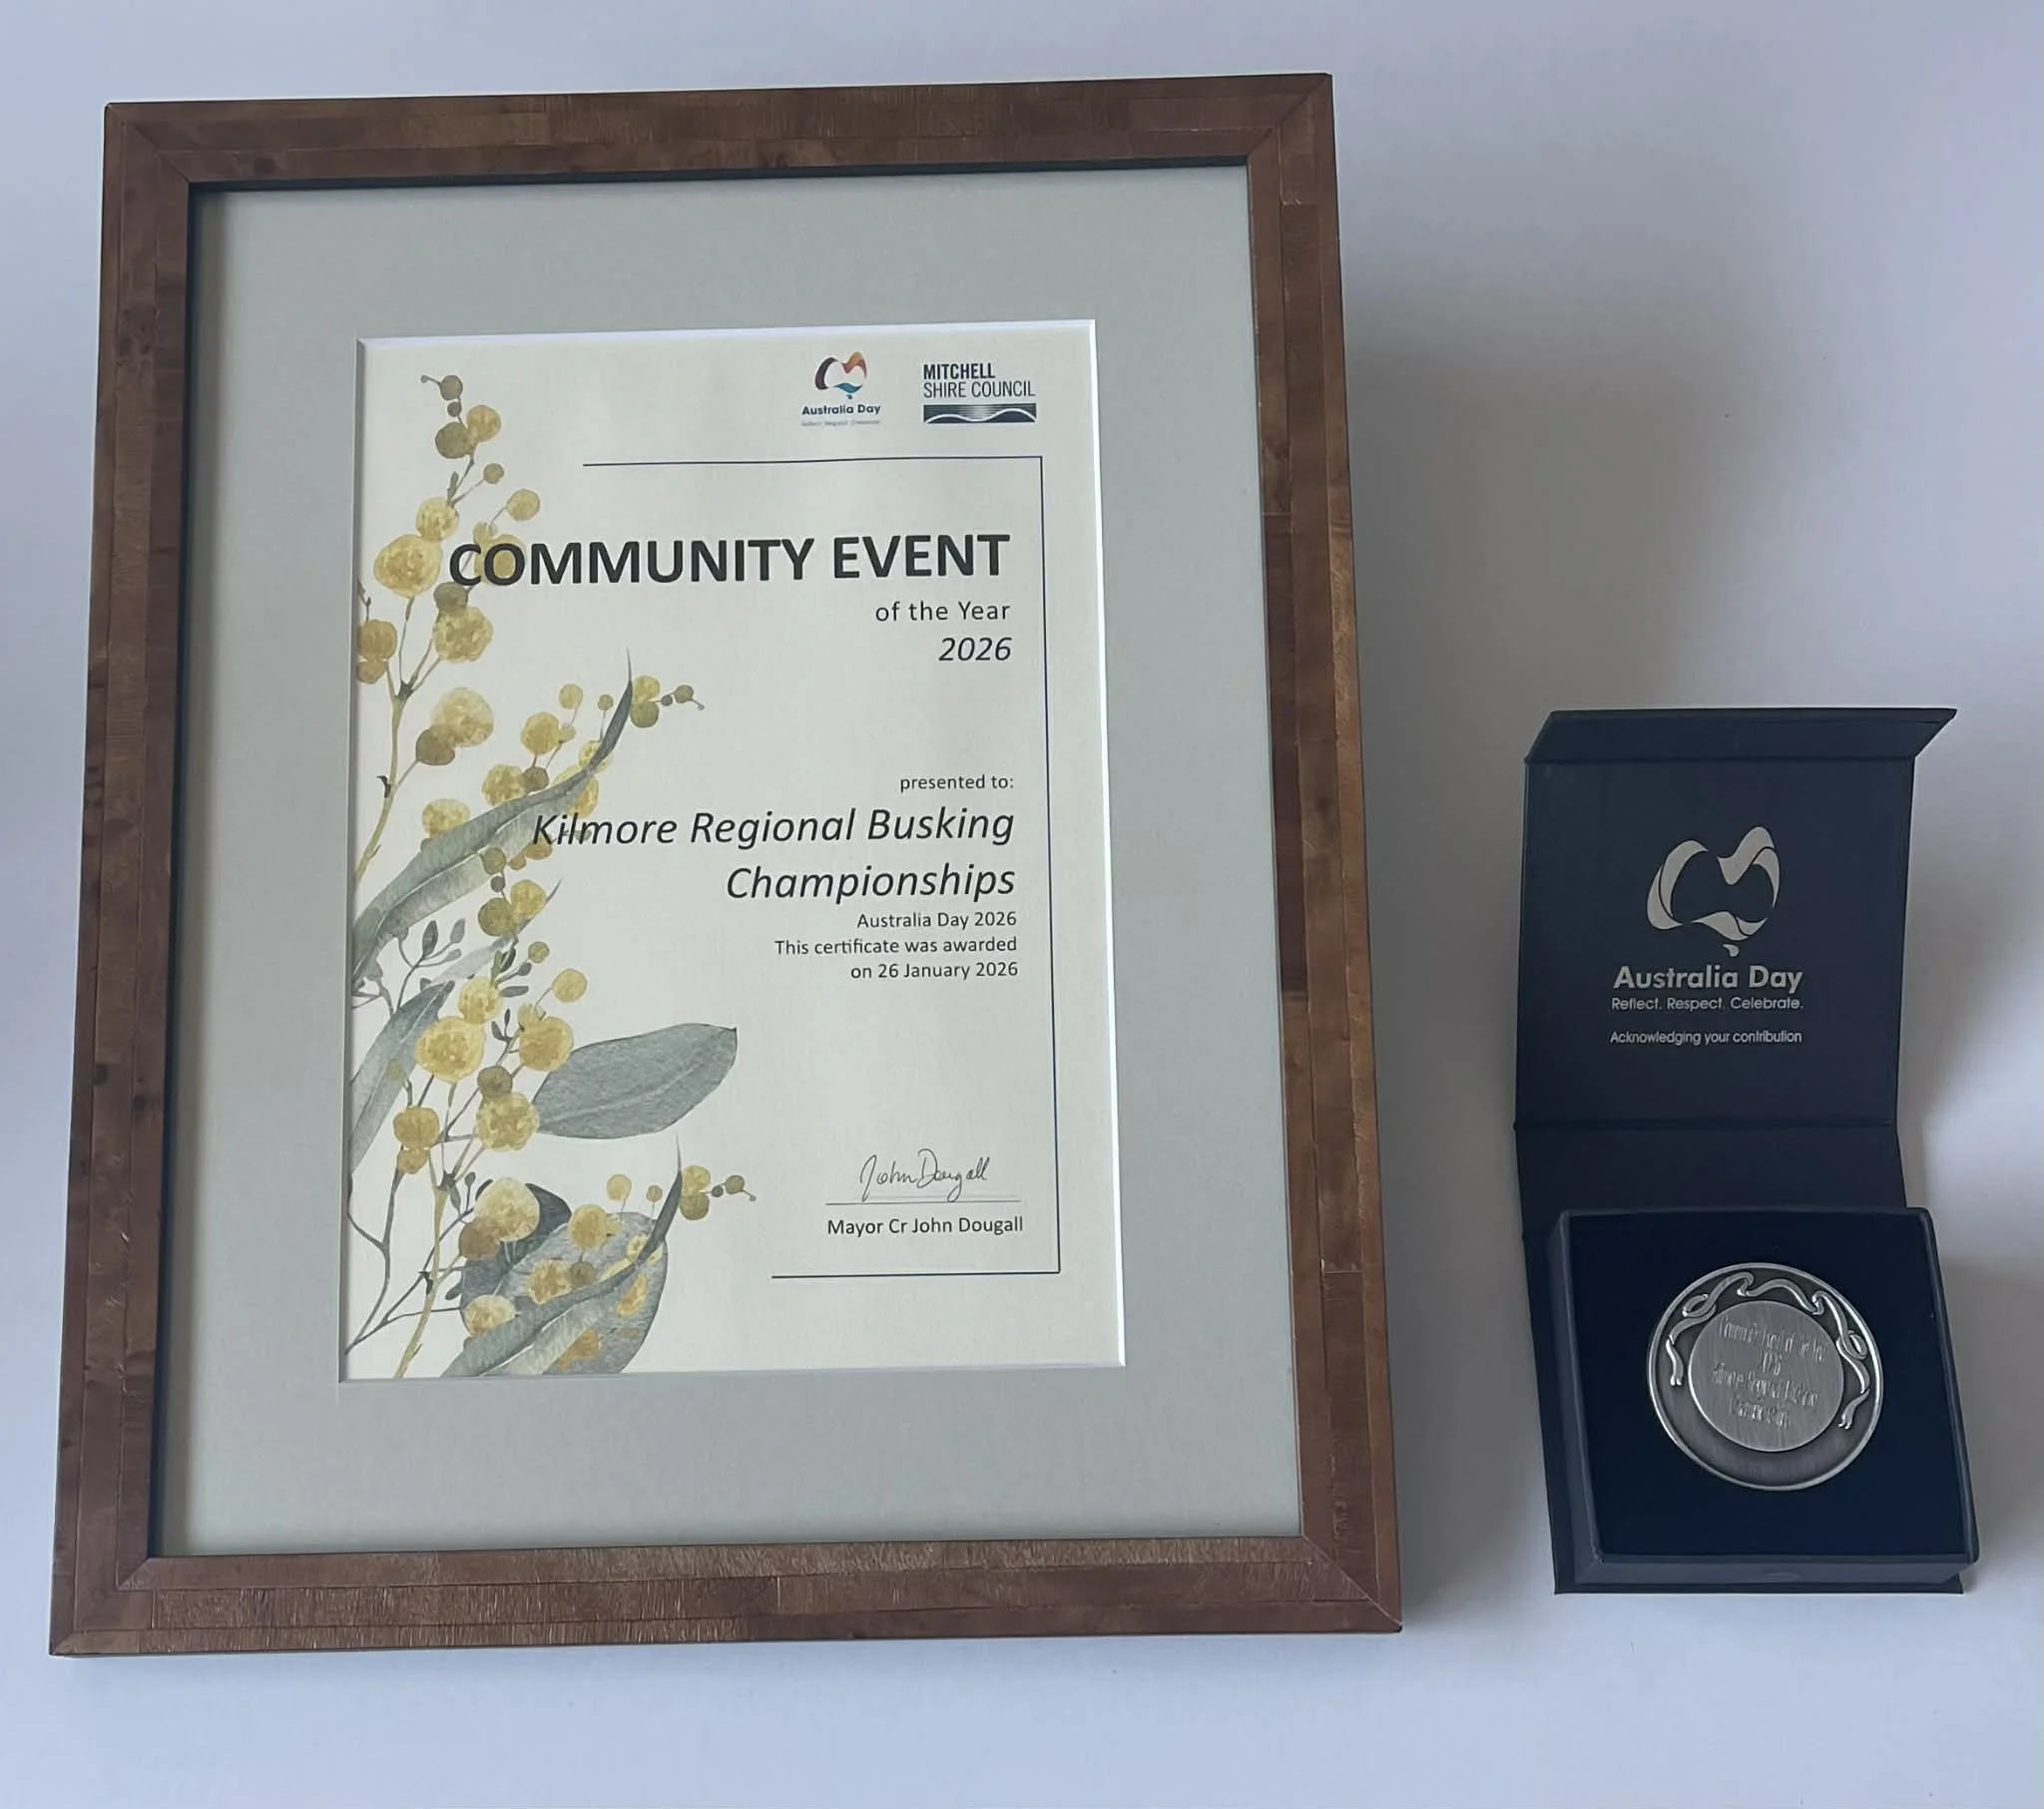 Australia Day
MITCHELL
SHIRE COUNCIL
COMMUNITY EVENT
of the Year
2026
presented to:
Kilmore Regional Busking
Championships
Australia Day 2026
This certificate was awarded
on 26 January 2026
John Dougall
Mayor Cr John Dougall
Australia Day
Reflect. Respect. Celebrate.
Acknowledging your contribution